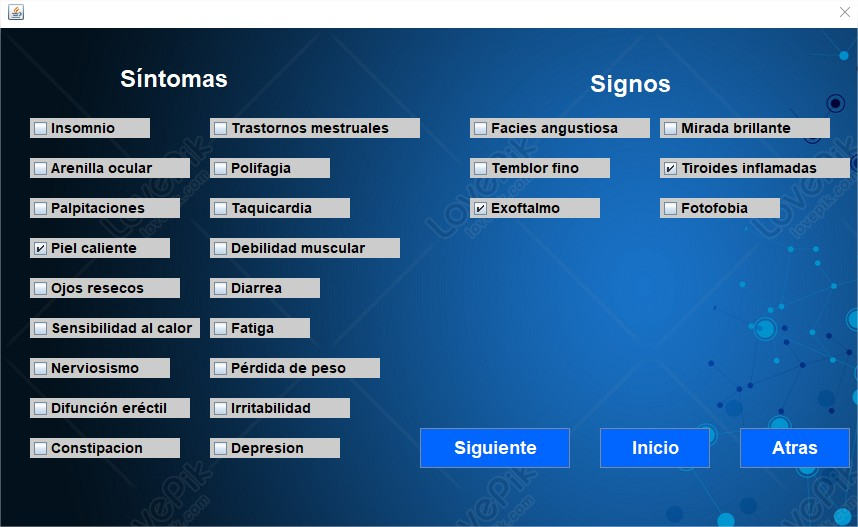 Síntomas
Signos
Insomnio
Trastornos mestruales
Facies angustiosa
Mirada brillante
Arenilla ocular
Polifagia
Temblor fino
Tiroides inflamadas
Palpitaciones
Taquicardia
Exoftalmo
Fotofobia
Piel caliente
Debilidad muscular
Ojos resecos
Diarrea
Sensibilidad al calor
Fatiga
Nerviosismo
Pérdida de peso
Difunción eréctil
Irritabilidad
Constipacion
Depresion
Siguiente
Inicio
Atras